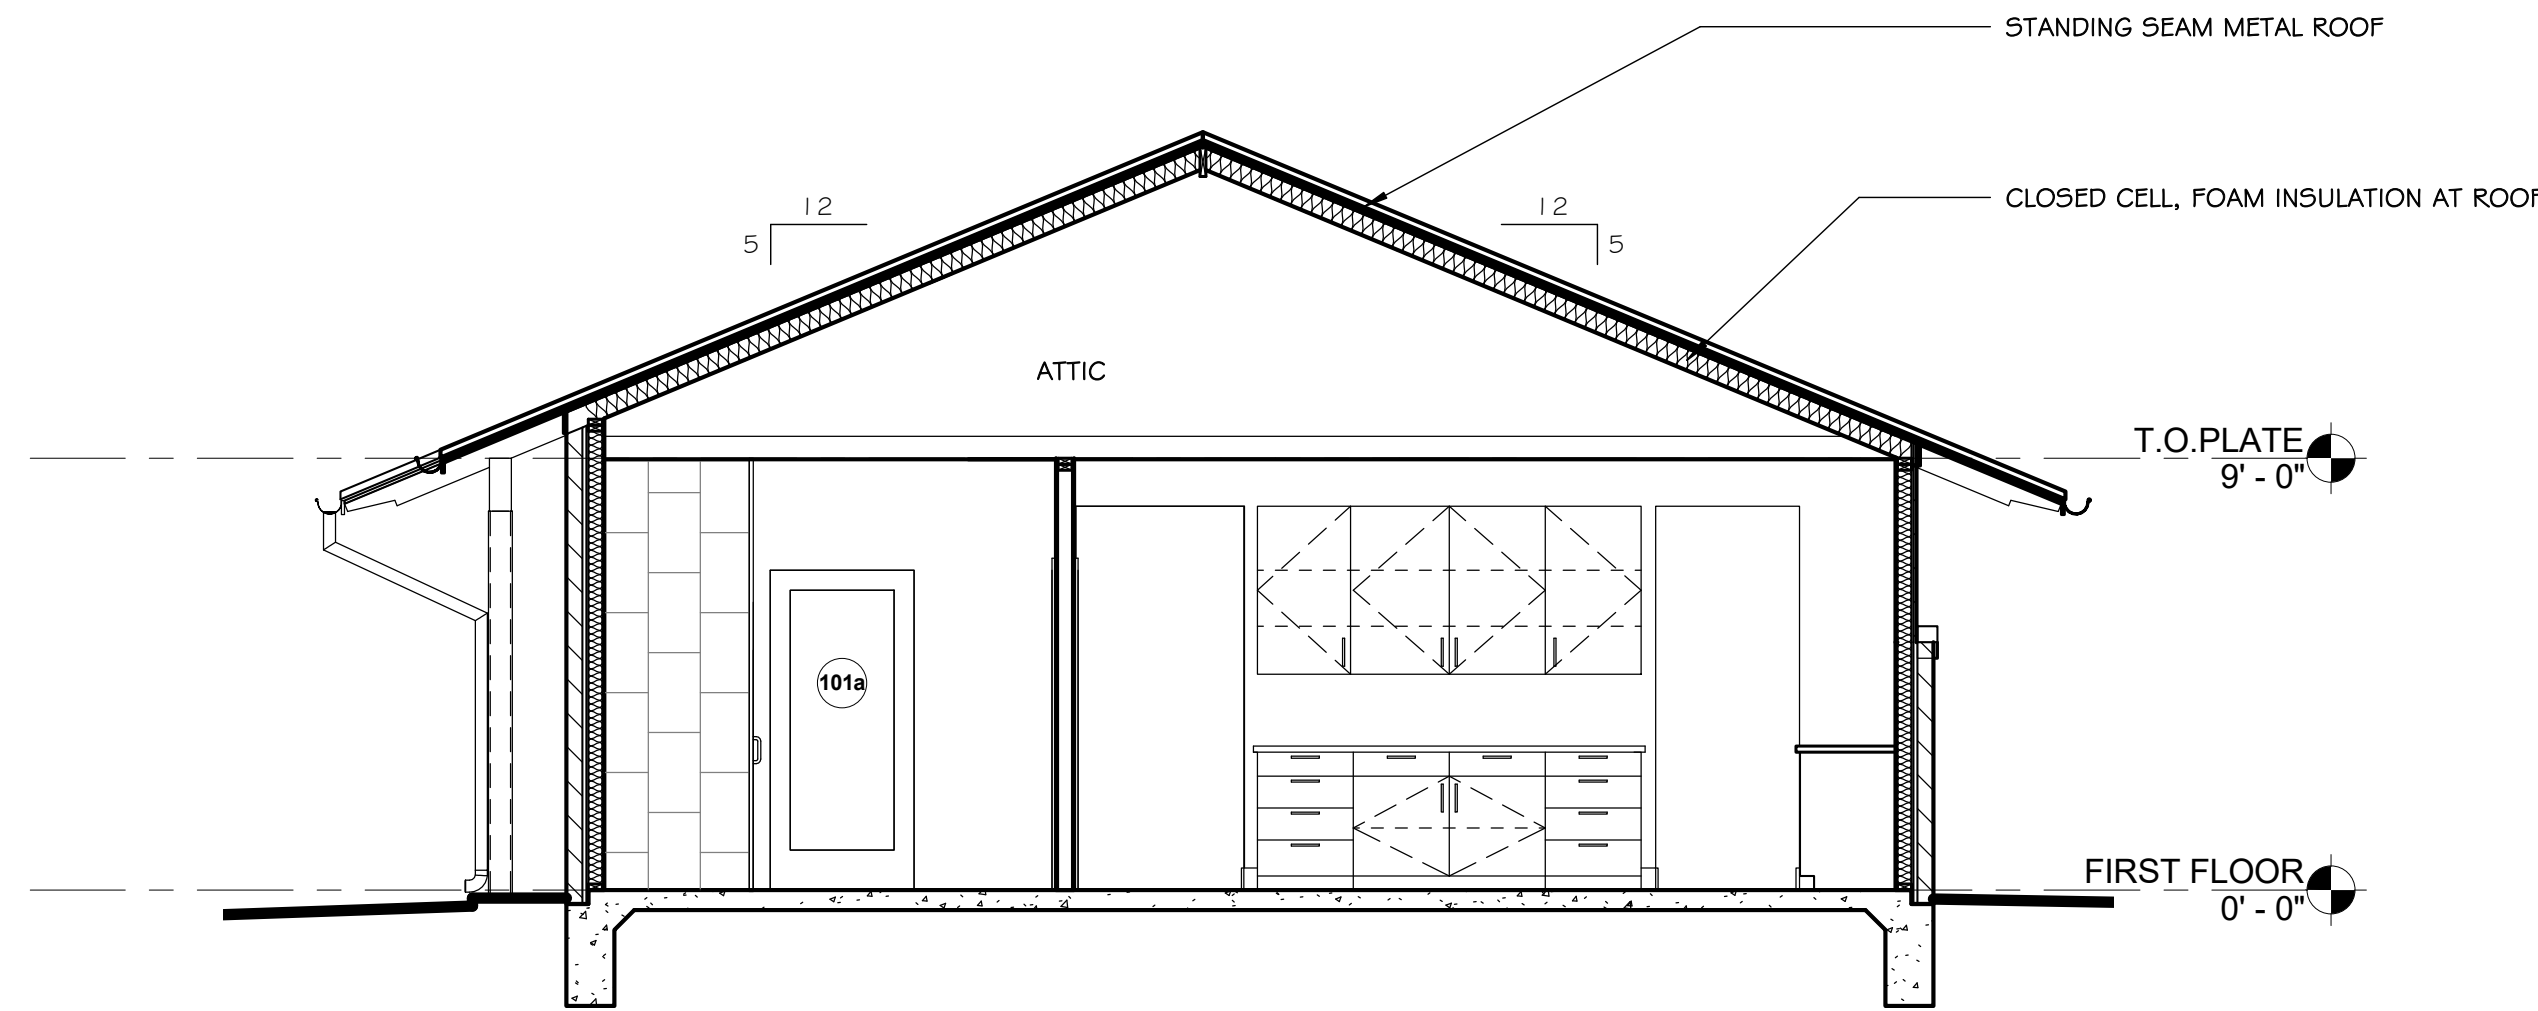 STANDING SEAM METAL ROOF
CLOSED CELL, FOAM INSULATION AT ROOF
12
5
12
5
ATTIC
T.O.PLATE
9' - 0"
101a
FIRST FLOOR
0' - 0"